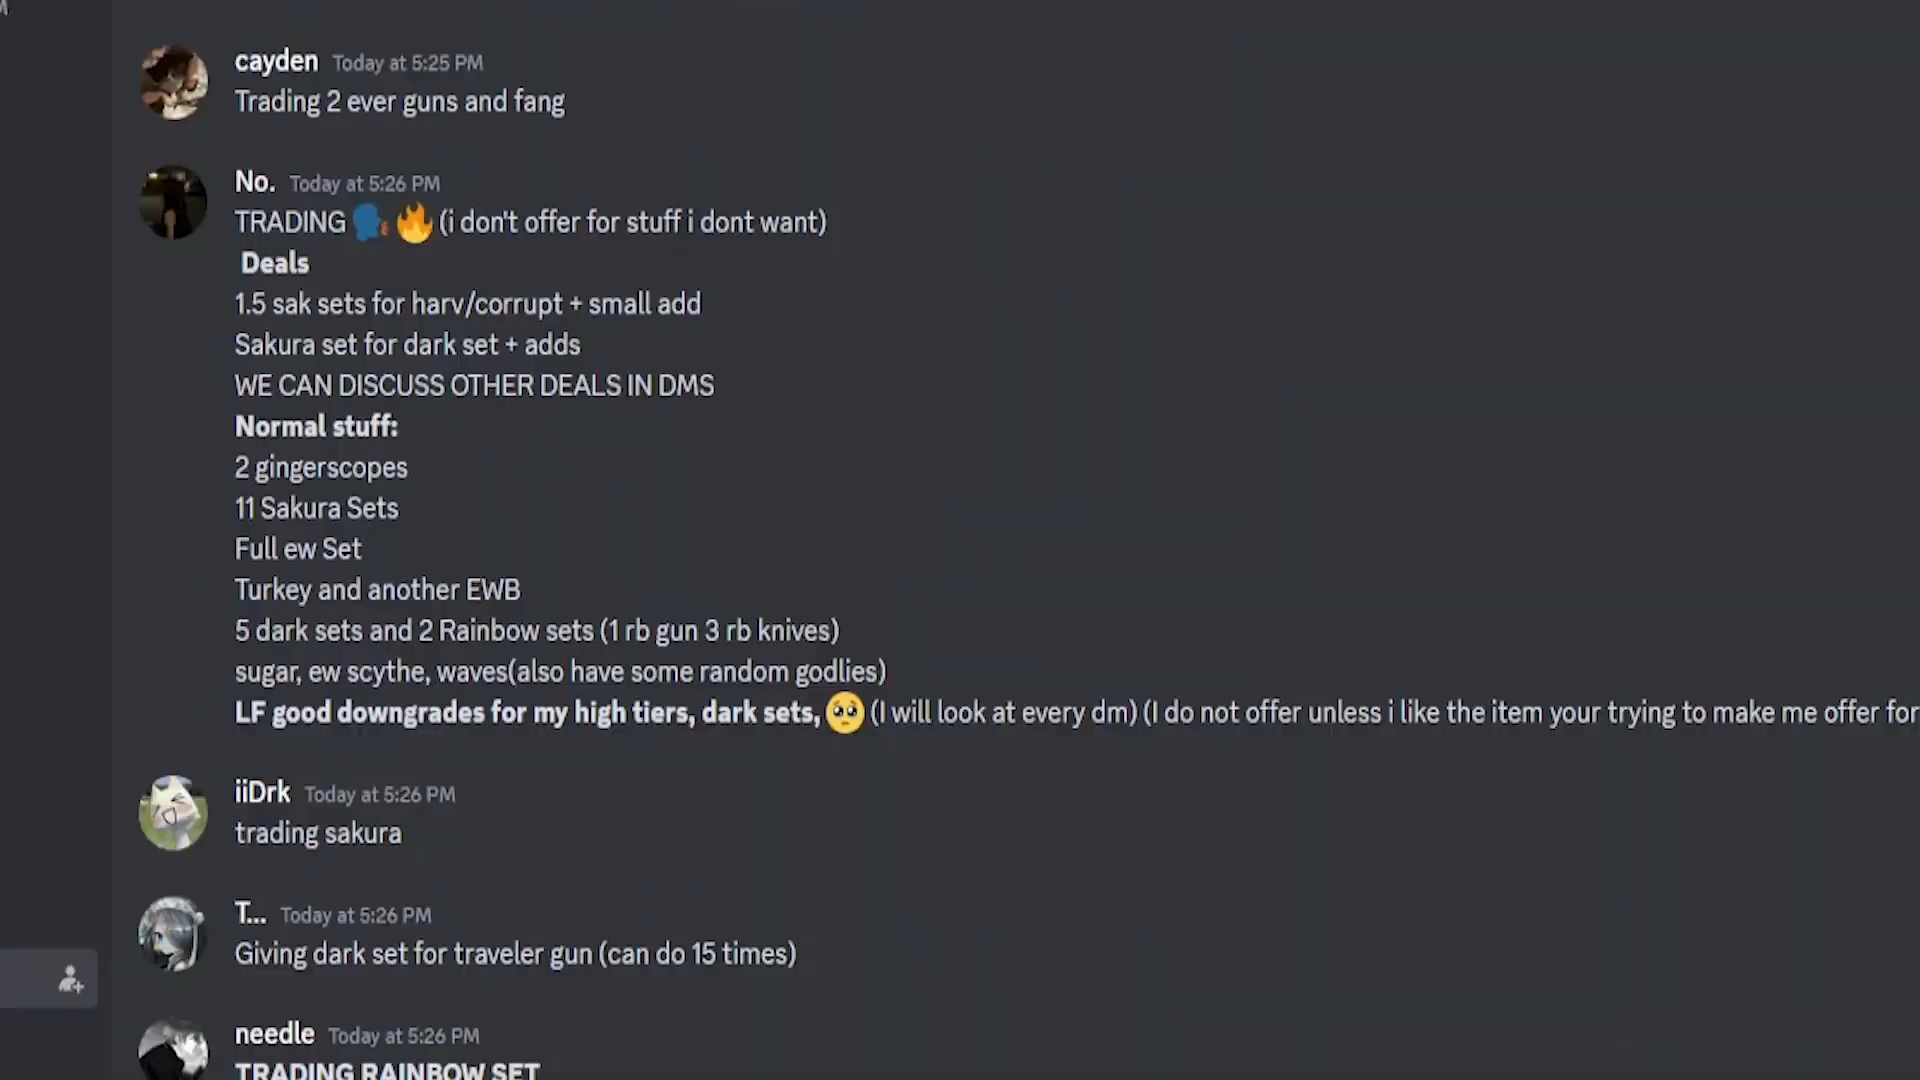 cayden Today at 5:25 PM
Trading 2 ever guns and fang
No. Today at 5:26 PM
TRADING 🗣️🔥 (i don't offer for stuff i dont want)
Deals
1.5 sak sets for harv/corrupt + small add
Sakura set for dark set + adds
WE CAN DISCUSS OTHER DEALS IN DMS
Normal stuff:
2 gingerscopes
11 Sakura Sets
Full ew Set
Turkey and another EWB
5 dark sets and 2 Rainbow sets (1 rb gun 3 rb knives)
sugar, ew scythe, waves(also have some random godlies)
LF good downgrades for my high tiers, dark sets, 🥺 (I will look at every dm) (I do not offer unless i like the item your trying to make me offer for
iiDrk Today at 5:26 PM
trading sakura
T... Today at 5:26 PM
Giving dark set for traveler gun (can do 15 times)
needle Today at 5:26 PM
TRADING RAINBOW SET